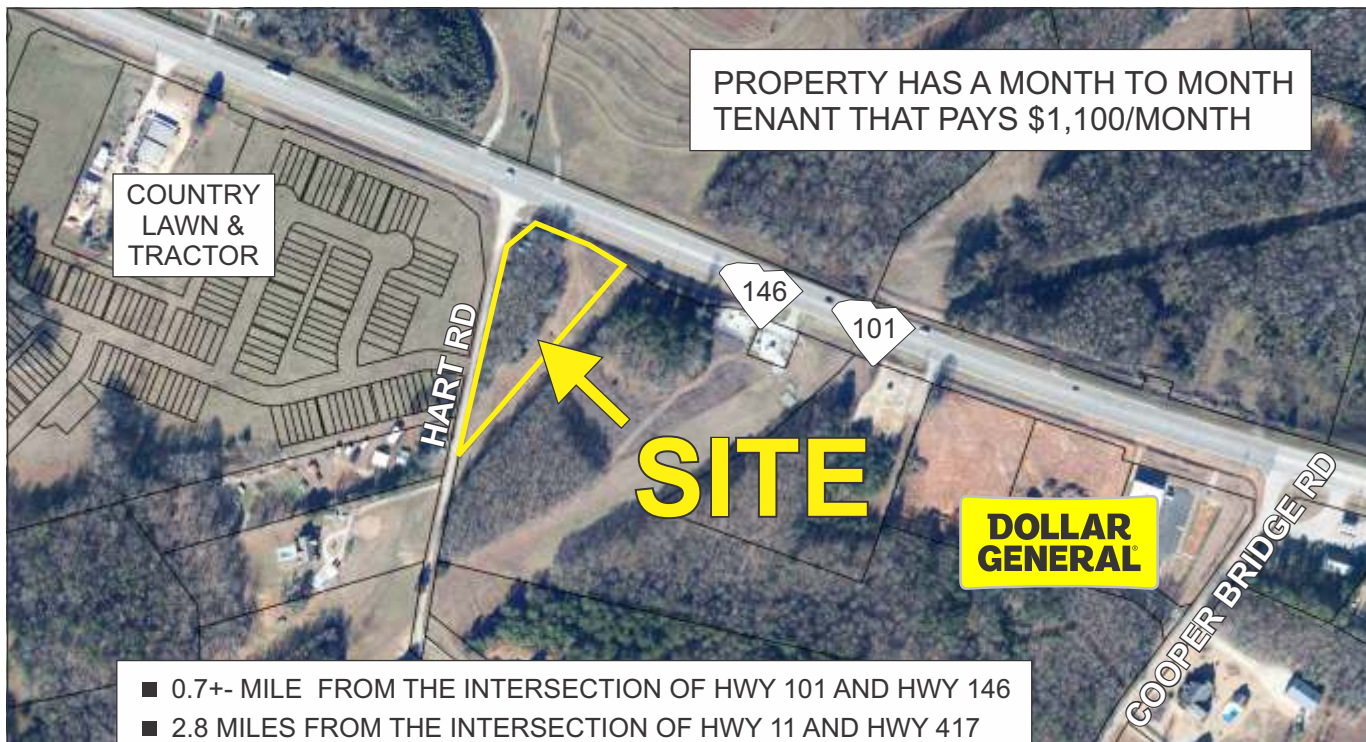 PROPERTY HAS A MONTH TO MONTH
TENANT THAT PAYS $1,100/MONTH
COUNTRY
LAWN &
TRACTOR
HART RD
146
101
SITE
DOLLAR
GENERAL®
COOPER BRIDGE RD
■ 0.7+- MILE FROM THE INTERSECTION OF HWY 101 AND HWY 146
■ 2.8 MILES FROM THE INTERSECTION OF HWY 11 AND HWY 417